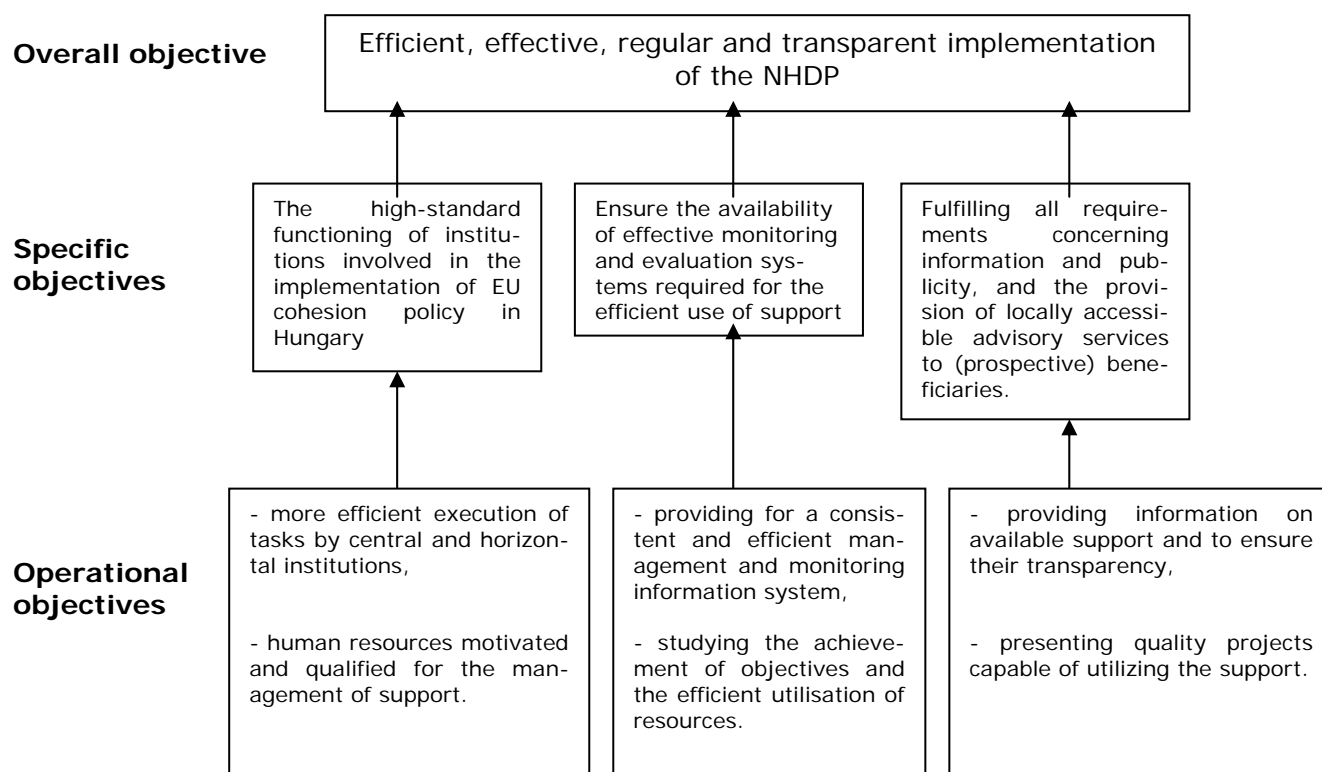 Overall objective
Efficient, effective, regular and transparent implementation
of the NHDP
Specific
objectives
The high-standard
functioning of institu-
tions involved in the
implementation of EU
cohesion policy in
Hungary
Ensure the availability
of effective monitoring
and evaluation sys-
tems required for the
efficient use of support
Fulfilling all require-
ments concerning
information and pub-
licity, and the provi-
sion of locally accessi-
ble advisory services
to (prospective) bene-
ficiaries.
Operational
objectives
- more efficient execution of
tasks by central and horizon-
tal institutions,
- human resources motivated
and qualified for the man-
agement of support.
- providing for a consis-
tent and efficient man-
agement and monitoring
information system,
- studying the achieve-
ment of objectives and
the efficient utilisation of
resources.
- providing information on
available support and to ensure
their transparency,
- presenting quality projects
capable of utilizing the support.